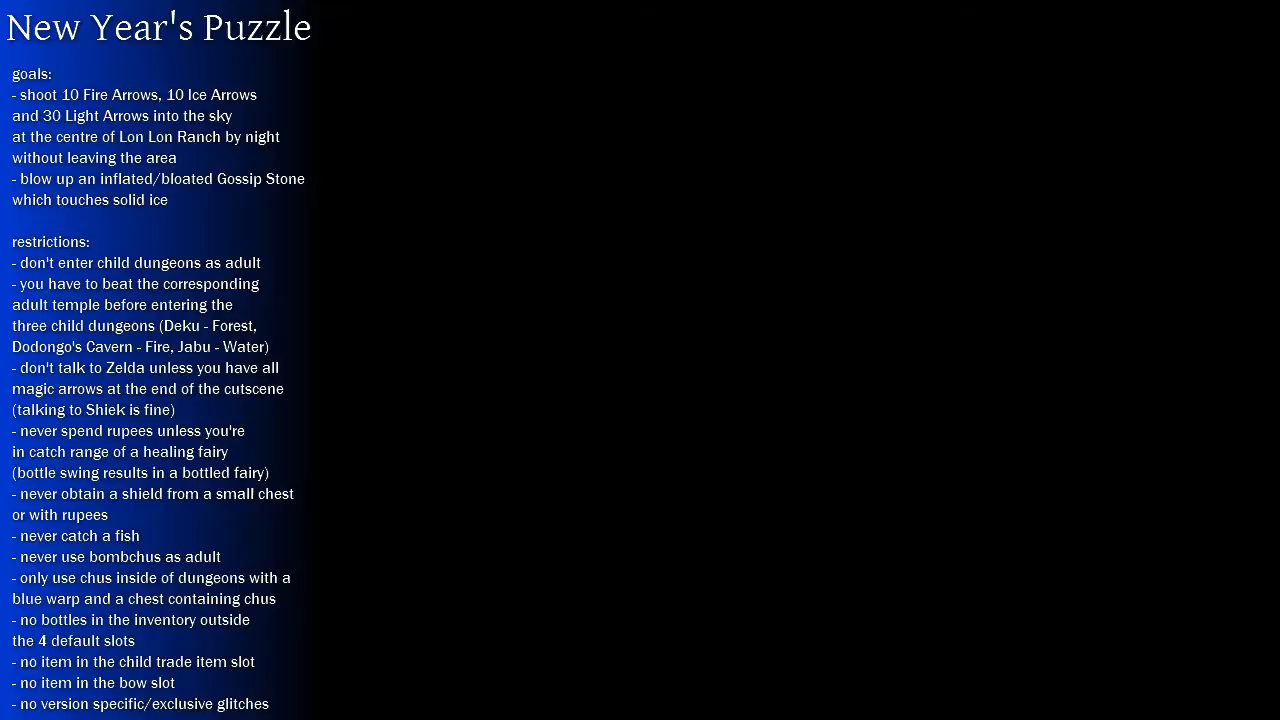 New Year's Puzzle
goals:
- shoot 10 Fire Arrows, 10 Ice Arrows
and 30 Light Arrows into the sky
at the centre of Lon Lon Ranch by night
without leaving the area
- blow up an inflated/bloated Gossip Stone
which touches solid ice
restrictions:
- don't enter child dungeons as adult
- you have to beat the corresponding
adult temple before entering the
three child dungeons (Deku - Forest,
Dodongo's Cavern - Fire, Jabu - Water)
- don't talk to Zelda unless you have all
magic arrows at the end of the cutscene
(talking to Shiek is fine)
- never spend rupees unless you're
in catch range of a healing fairy
(bottle swing results in a bottled fairy)
- never obtain a shield from a small chest
or with rupees
- never catch a fish
- never use bombchus as adult
- only use chus inside of dungeons with a
blue warp and a chest containing chus
- no bottles in the inventory outside
the 4 default slots
- no item in the child trade item slot
- no item in the bow slot
- no version specific/exclusive glitches